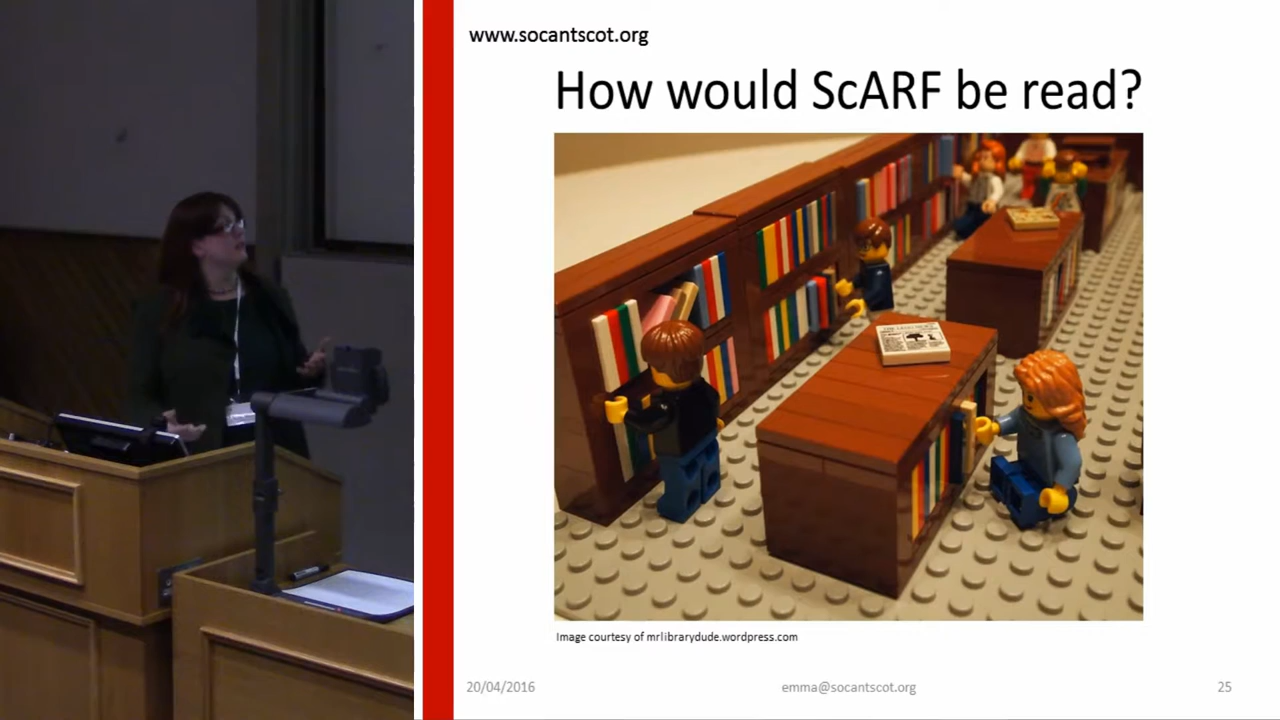 www.socantscot.org
How would ScARF be read?
Image courtesy of mrlibrarydude.wordpress.com
20/04/2016
emma@socantscot.org
25